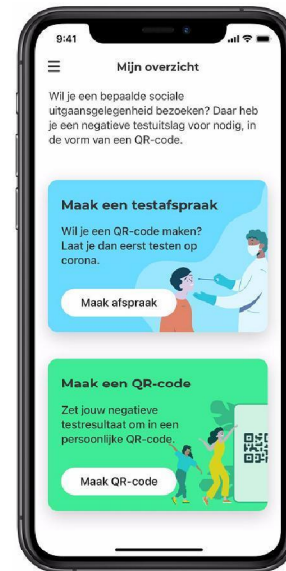 9:41
Mijn overzicht
Wil je een bepaalde sociale
uitgaansgelegenheid bezoeken? Daar heb
je een negatieve testuitslag voor nodig, in
de vorm van een QR-code.
Maak een testafspraak
Wil je een QR-code maken?
Laat je dan eerst testen op
corona.
Maak afspraak
Maak een QR-code
Zet jouw negatieve
testresultaat om in een
persoonlijke QR-code.
Maak QR-code